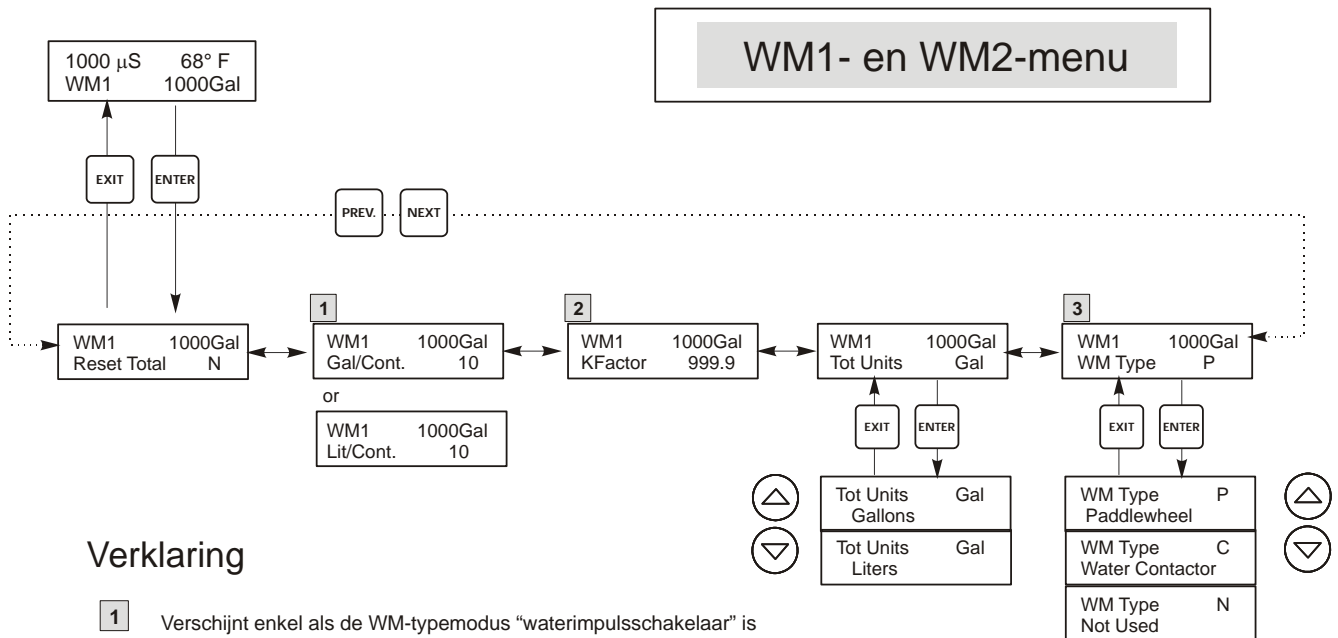 WM1- en WM2-menu
1000 µS 68° F
WM1 1000Gal
EXIT
ENTER
PREV.
NEXT
WM1 1000Gal
Reset Total N
1
WM1 1000Gal
Gal/Cont. 10
or
WM1 1000Gal
Lit/Cont. 10
2
WM1 1000Gal
KFactor 999.9
WM1 1000Gal
Tot Units Gal
EXIT
ENTER
Tot Units Gal
Gallons
Tot Units Gal
Liters
3
WM1 1000Gal
WM Type P
EXIT
ENTER
WM Type P
Paddlewheel
WM Type C
Water Contactor
WM Type N
Not Used
Verklaring
1 Verschijnt enkel als de WM-typemodus “waterimpulsschakelaar” is